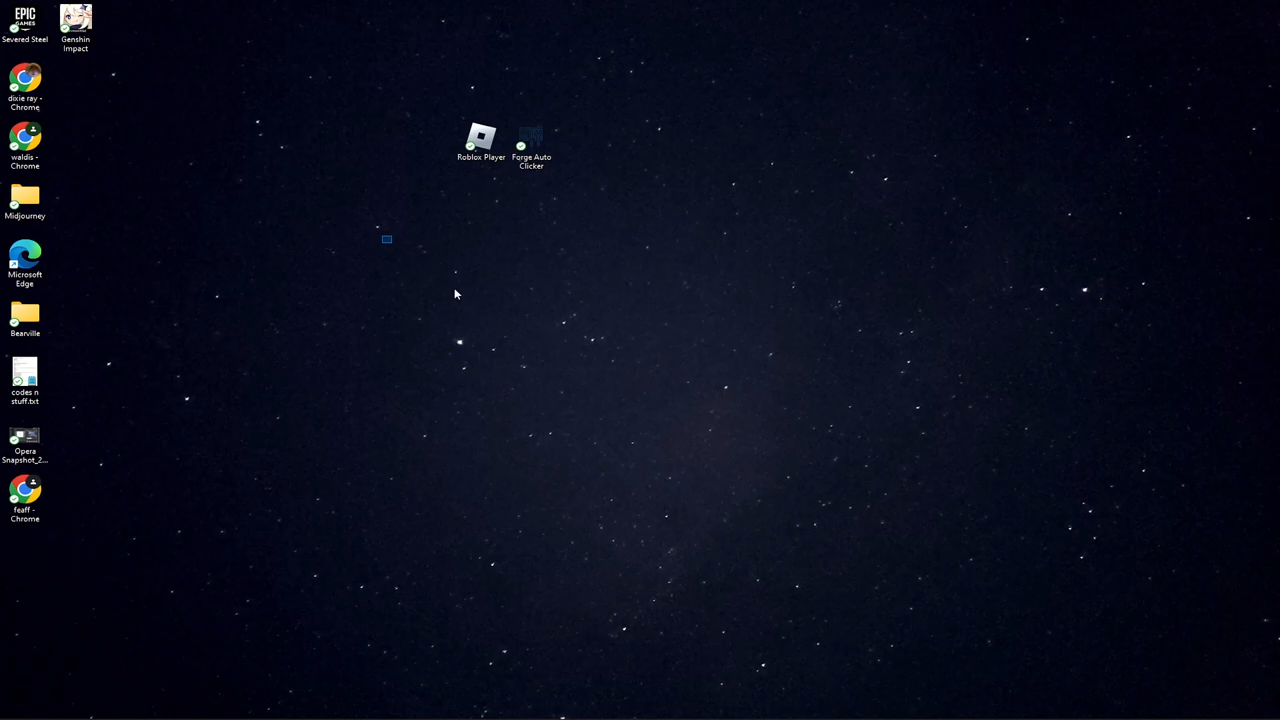 EPIC
GAMES
Severed Steel
Genshin
Impact
dixie ray -
Chrome
waldis -
Chrome
Midjourney
Microsoft
Edge
Bearville
codes n
stuff.txt
Opera
Snapshot_2...
feaff -
Chrome
Roblox Player
Forge Auto
Clicker